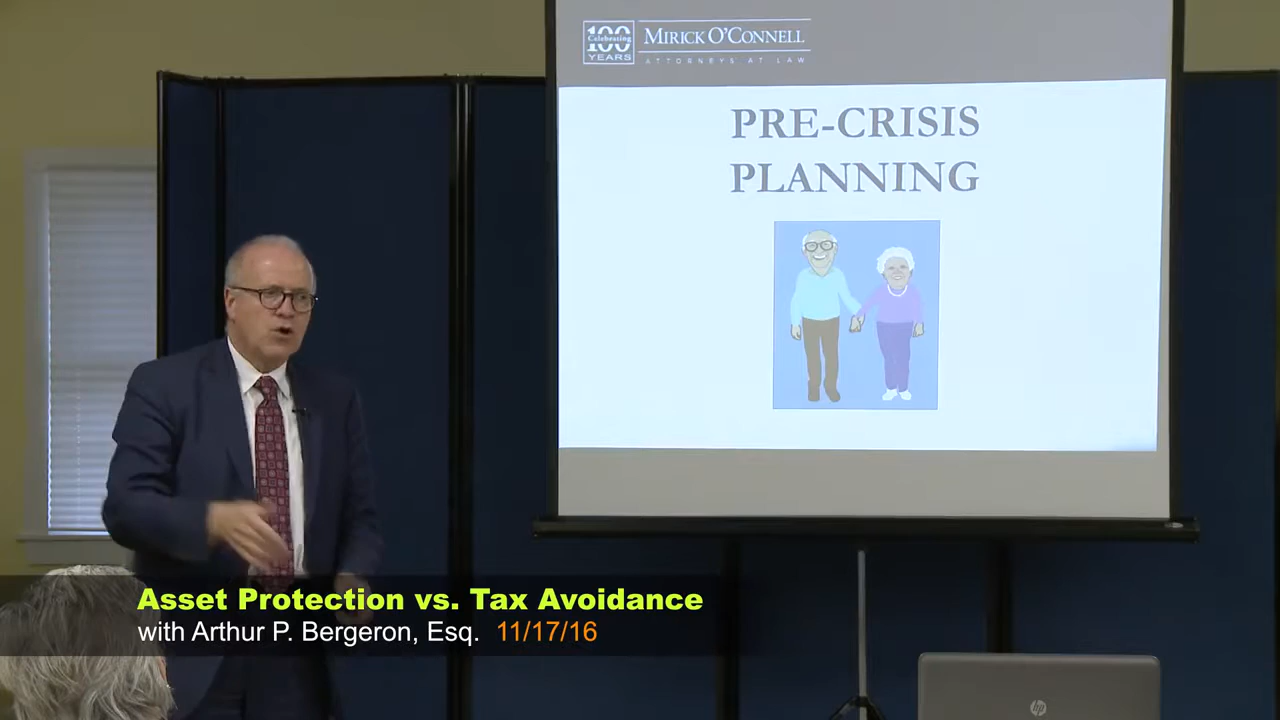 Celebrating
100
YEARS
MIRICK O'CONNELL
ATTORNEYS AT LAW
PRE-CRISIS
PLANNING
Asset Protection vs. Tax Avoidance
with Arthur P. Bergeron, Esq. 11/17/16
hp